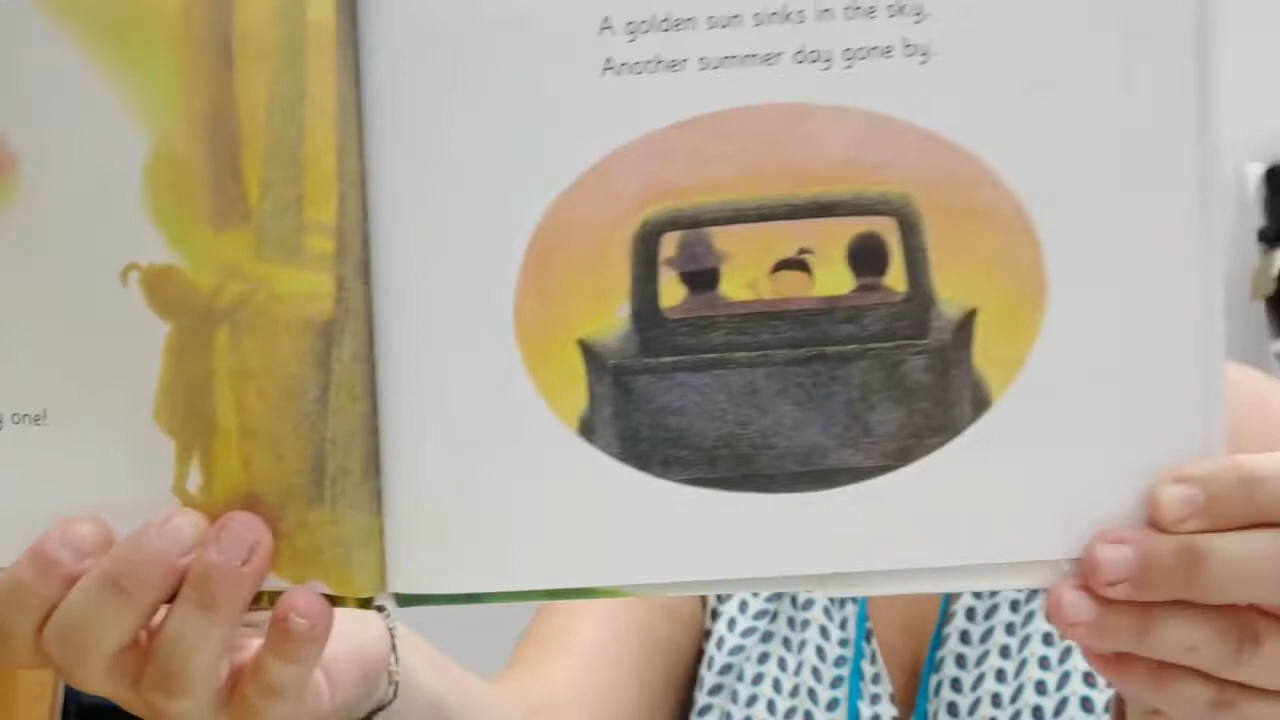 A golden sun sinks in the sky.
Another summer day gone by.
one!